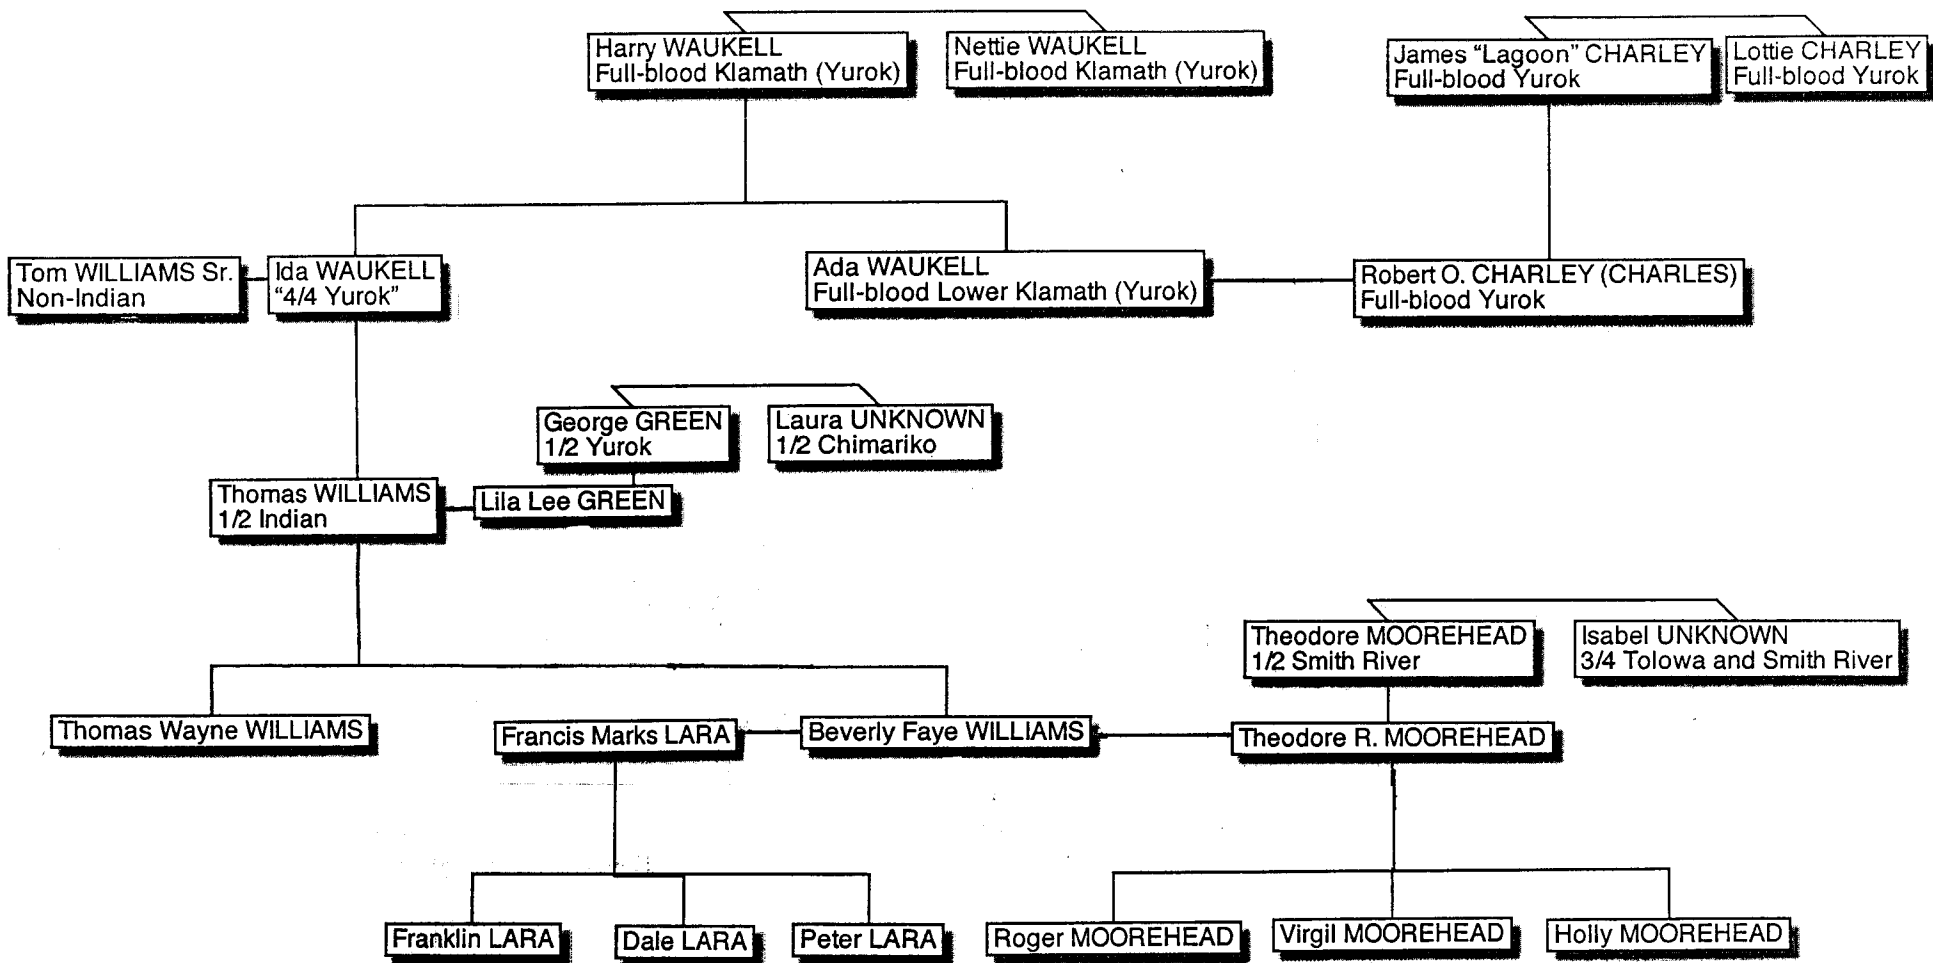 Harry WAUKELL
Full-blood Klamath (Yurok)
Nettie WAUKELL
Full-blood Klamath (Yurok)
James "Lagoon" CHARLEY
Full-blood Yurok
Lottie CHARLEY
Full-blood Yurok
Tom WILLIAMS Sr.
Non-Indian
Ida WAUKELL
"4/4 Yurok"
Ada WAUKELL
Full-blood Lower Klamath (Yurok)
Robert O. CHARLEY (CHARLES)
Full-blood Yurok
George GREEN
1/2 Yurok
Laura UNKNOWN
1/2 Chimariko
Thomas WILLIAMS
1/2 Indian
Lila Lee GREEN
Theodore MOOREHEAD
1/2 Smith River
Isabel UNKNOWN
3/4 Tolowa and Smith River
Thomas Wayne WILLIAMS
Francis Marks LARA
Beverly Faye WILLIAMS
Theodore R. MOOREHEAD
Franklin LARA
Dale LARA
Peter LARA
Roger MOOREHEAD
Virgil MOOREHEAD
Holly MOOREHEAD